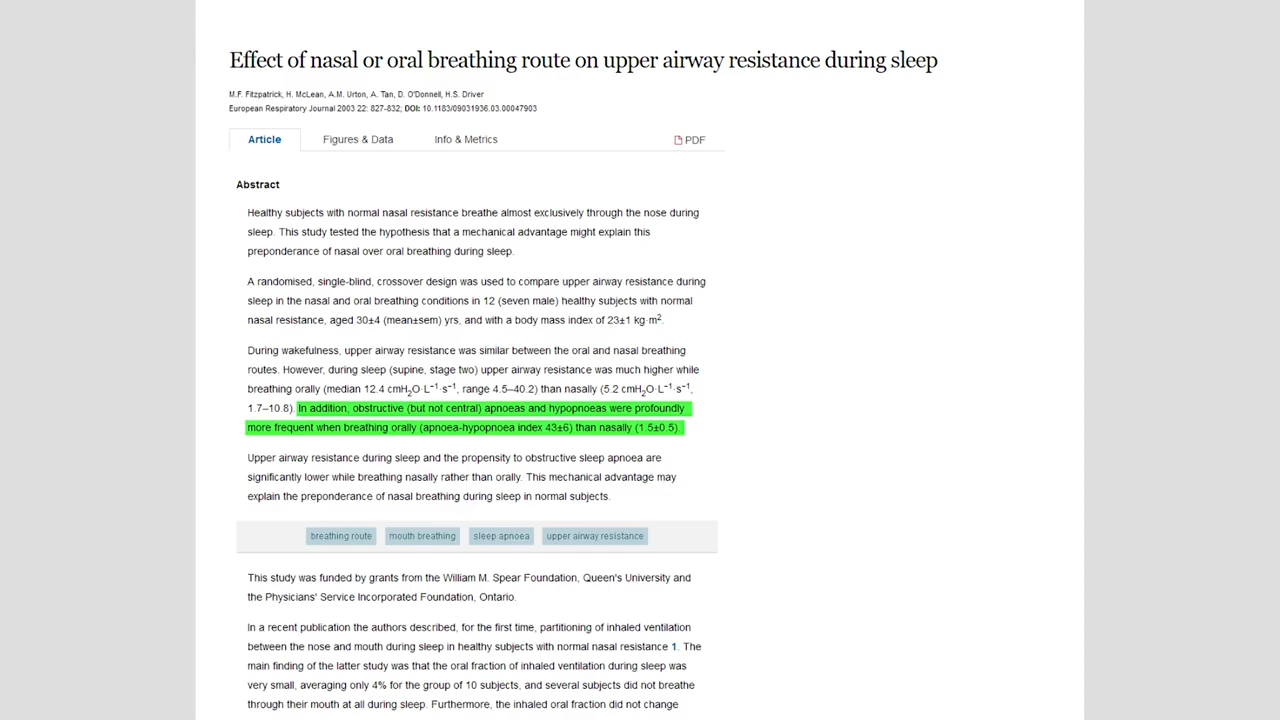 Effect of nasal or oral breathing route on upper airway resistance during sleep
M.F. Fitzpatrick, H. McLean, A.M. Urton, A. Tan, D. O'Donnell, H.S. Driver
European Respiratory Journal 2003 22: 827-832; DOI: 10.1183/09031936.03.00047903
Article Figures & Data Info & Metrics PDF
Abstract
Healthy subjects with normal nasal resistance breathe almost exclusively through the nose during
sleep. This study tested the hypothesis that a mechanical advantage might explain this
preponderance of nasal over oral breathing during sleep.
A randomised, single-blind, crossover design was used to compare upper airway resistance during
sleep in the nasal and oral breathing conditions in 12 (seven male) healthy subjects with normal
nasal resistance, aged 30±4 (mean±sem) yrs, and with a body mass index of 23±1 kg·m².
During wakefulness, upper airway resistance was similar between the oral and nasal breathing
routes. However, during sleep (supine, stage two) upper airway resistance was much higher while
breathing orally (median 12.4 cmH₂O·L⁻¹·s⁻¹, range 4.5–40.2) than nasally (5.2 cmH₂O·L⁻¹·s⁻¹,
1.7–10.8). In addition, obstructive (but not central) apnoeas and hypopnoeas were profoundly
more frequent when breathing orally (apnoea-hypopnoea index 43±6) than nasally (1.5±0.5).
Upper airway resistance during sleep and the propensity to obstructive sleep apnoea are
significantly lower while breathing nasally rather than orally. This mechanical advantage may
explain the preponderance of nasal breathing during sleep in normal subjects.
breathing route mouth breathing sleep apnoea upper airway resistance
This study was funded by grants from the William M. Spear Foundation, Queen's University and
the Physicians' Service Incorporated Foundation, Ontario.
In a recent publication the authors described, for the first time, partitioning of inhaled ventilation
between the nose and mouth during sleep in healthy subjects with normal nasal resistance 1. The
main finding of the latter study was that the oral fraction of inhaled ventilation during sleep was
very small, averaging only 4% for the group of 10 subjects, and several subjects did not breathe
through their mouth at all during sleep. Furthermore, the inhaled oral fraction did not change